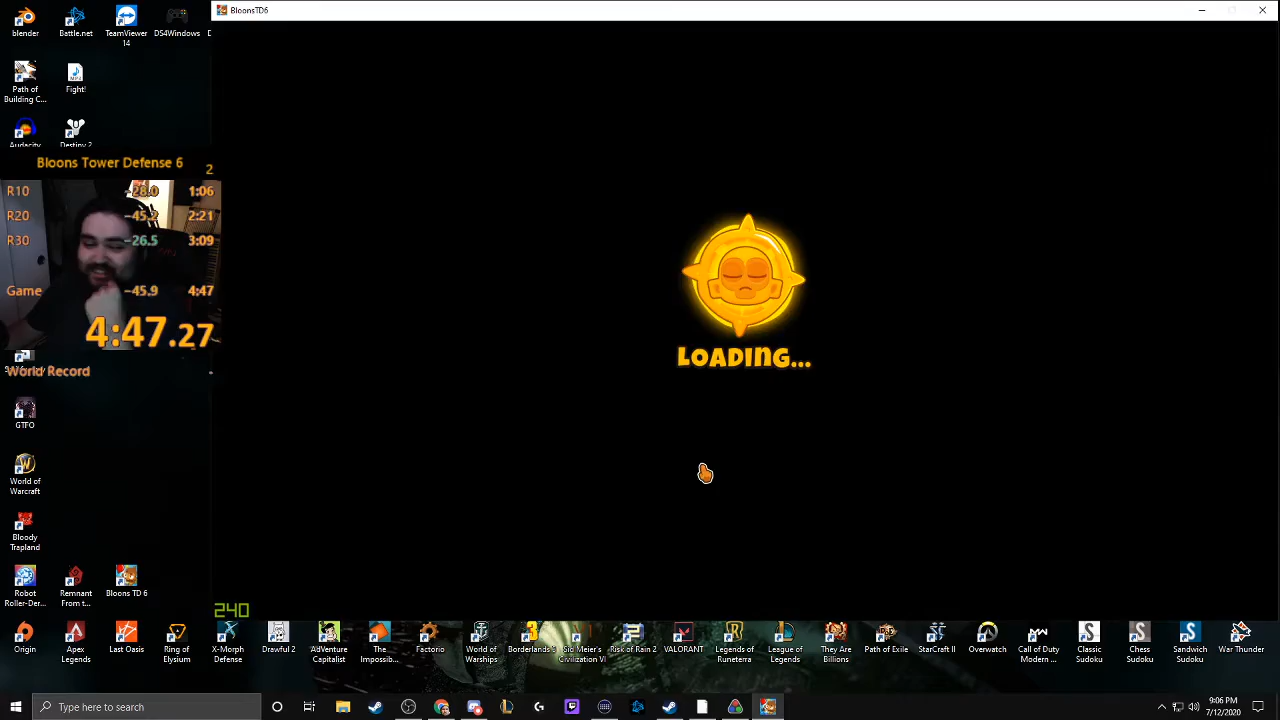 BloonsTD6
blender
Battle.net
TeamViewer
14
DS4Windows
D
Path of
Building C...
Fight!
Audacity
Destiny 2
Bloons Tower Defense 6
2
R10 -28.0 1:06
R20 -45.2 2:21
R30 -26.5 3:09
Game -45.9 4:47
4:47.27
World Record -
LOADING...
GTFO
World of
Warcraft
Bloody
Trapland
Robot
Roller-Der...
Remnant
From t...
Bloons TD 6
240
Origin
Apex
Legends
Last Oasis
Ring of
Elysium
X-Morph
Defense
Drawful 2
AdVenture
Capitalist
The
Impossib...
Factorio
World of
Warships
Borderlands 3
Sid Meier's
Civilization VI
Risk of Rain 2
VALORANT
Legends of
Runeterra
League of
Legends
They Are
Billions
Path of Exile
StarCraft II
Overwatch
Call of Duty
Modern ...
Classic
Sudoku
Chess
Sudoku
Sandwich
Sudoku
War Thunder
Type here to search
9:06 PM
7/12/2020